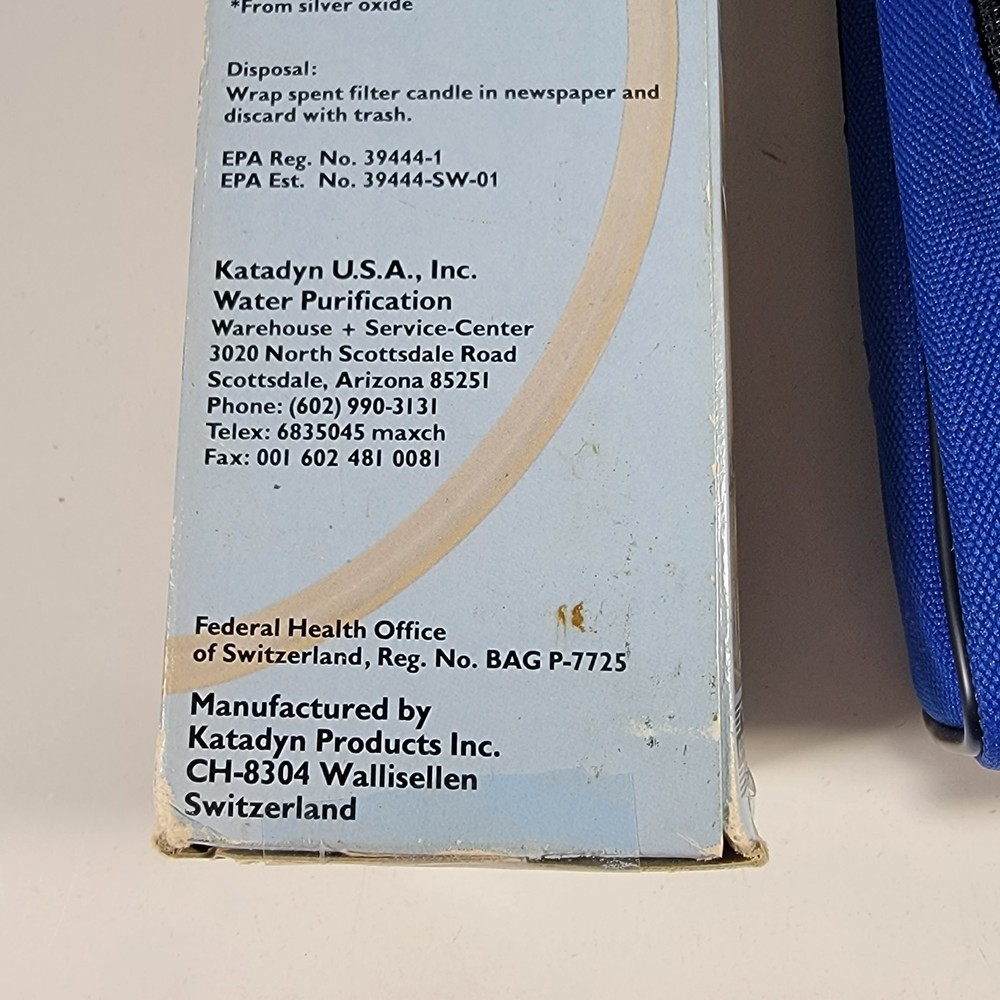 *From silver oxide
Disposal:
Wrap spent filter candle in newspaper and
discard with trash.
EPA Reg. No. 39444-1
EPA Est. No. 39444-SW-01
Katadyn U.S.A., Inc.
Water Purification
Warehouse + Service-Center
3020 North Scottsdale Road
Scottsdale, Arizona 85251
Phone: (602) 990-3131
Telex: 6835045 maxch
Fax: 001 602 481 0081
Federal Health Office
of Switzerland, Reg. No. BAG P-7725
Manufactured by
Katadyn Products Inc.
CH-8304 Wallisellen
Switzerland